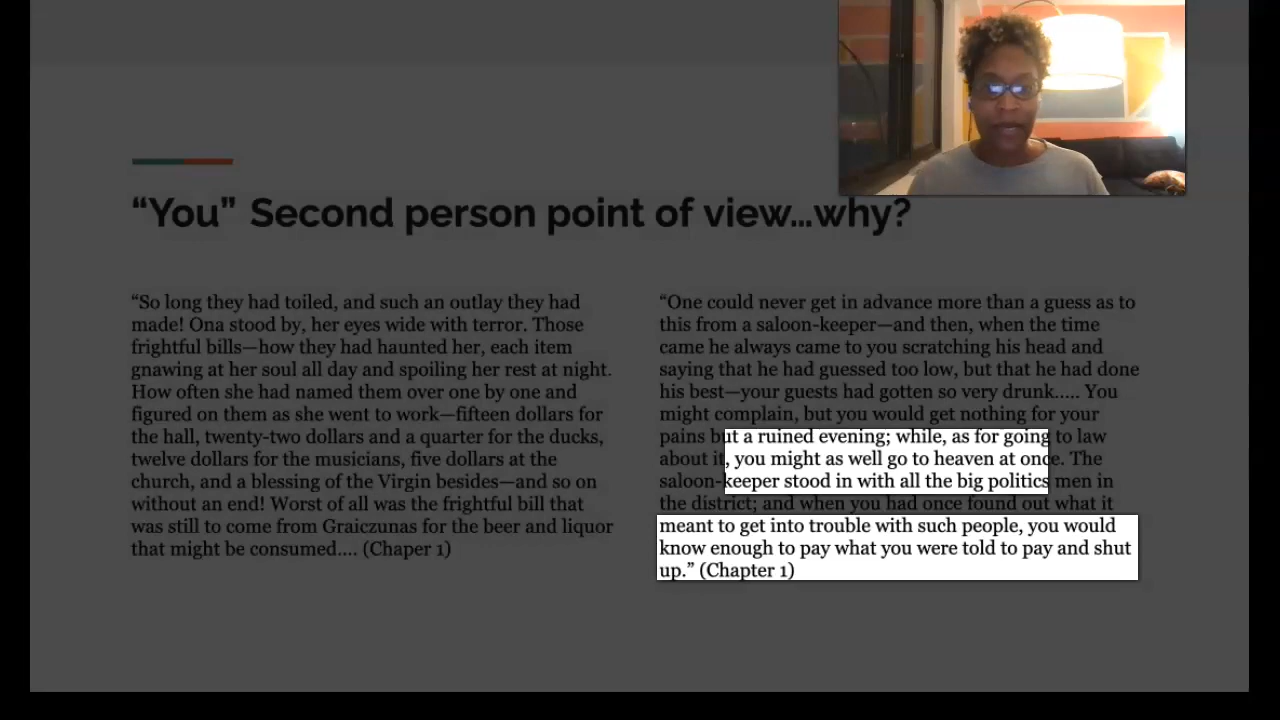 “You” Second person point of view...why?
“So long they had toiled, and such an outlay they had
made! Ona stood by, her eyes wide with terror. Those
frightful bills—how they had haunted her, each item
gnawing at her soul all day and spoiling her rest at night.
How often she had named them over one by one and
figured on them as she went to work—fifteen dollars for
the hall, twenty-two dollars and a quarter for the ducks,
twelve dollars for the musicians, five dollars at the
church, and a blessing of the Virgin besides—and so on
without an end! Worst of all was the frightful bill that
was still to come from Graiczunas for the beer and liquor
that might be consumed.... (Chaper 1)
“One could never get in advance more than a guess as to
this from a saloon-keeper—and then, when the time
came he always came to you scratching his head and
saying that he had guessed too low, but that he had done
his best—your guests had gotten so very drunk..... You
might complain, but you would get nothing for your
pains but a ruined evening; while, as for going to law
about it, you might as well go to heaven at once. The
saloon-keeper stood in with all the big politics men in
the district; and when you had once found out what it
meant to get into trouble with such people, you would
know enough to pay what you were told to pay and shut
up.” (Chapter 1)